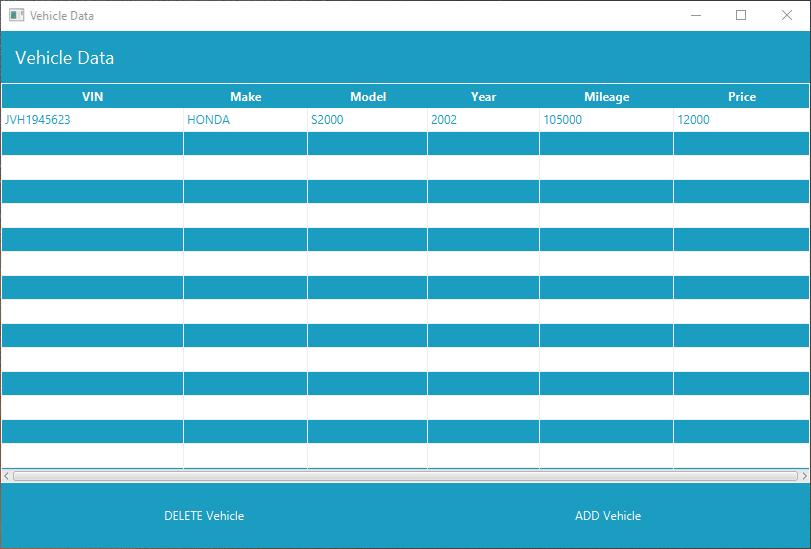 Vehicle Data
Vehicle Data
VIN Make Model Year Mileage Price
JVH1945623 HONDA S2000 2002 105000 12000
DELETE Vehicle ADD Vehicle